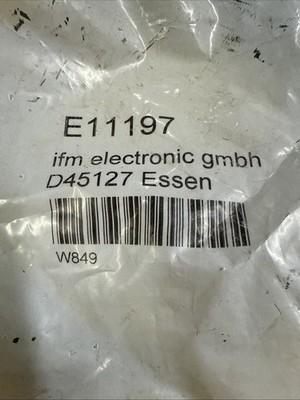 E11197
ifm electronic gmbh
D45127 Essen
W849